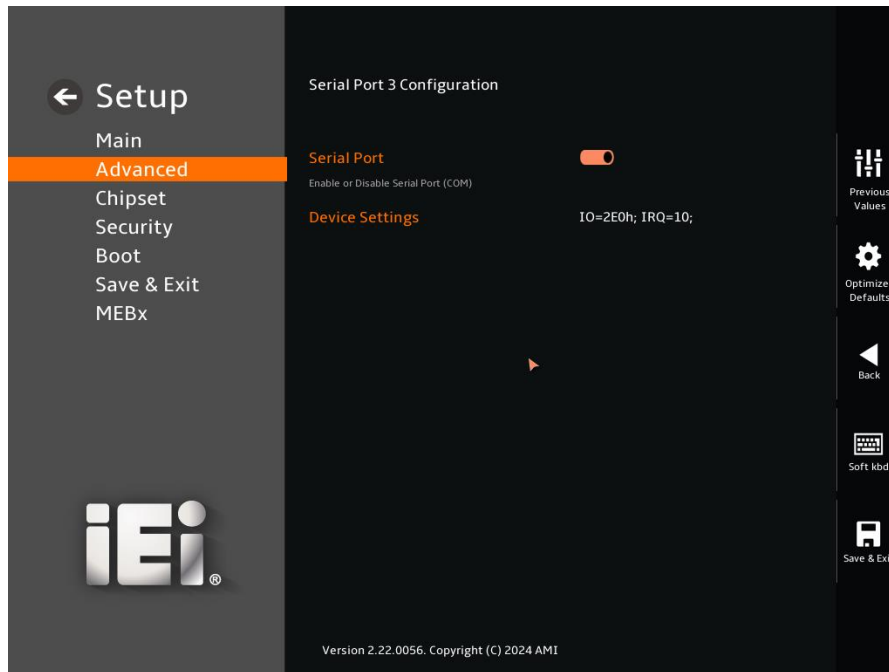 Setup
Main
Advanced
Chipset
Security
Boot
Save & Exit
MEBx
iEi®
Serial Port 3 Configuration
Serial Port
Enable or Disable Serial Port (COM)
Device Settings IO=2E0h; IRQ=10;
Version 2.22.0056. Copyright (C) 2024 AMI
Previous
Values
Optimize
Defaults
Back
Soft kbd
Save & Exi